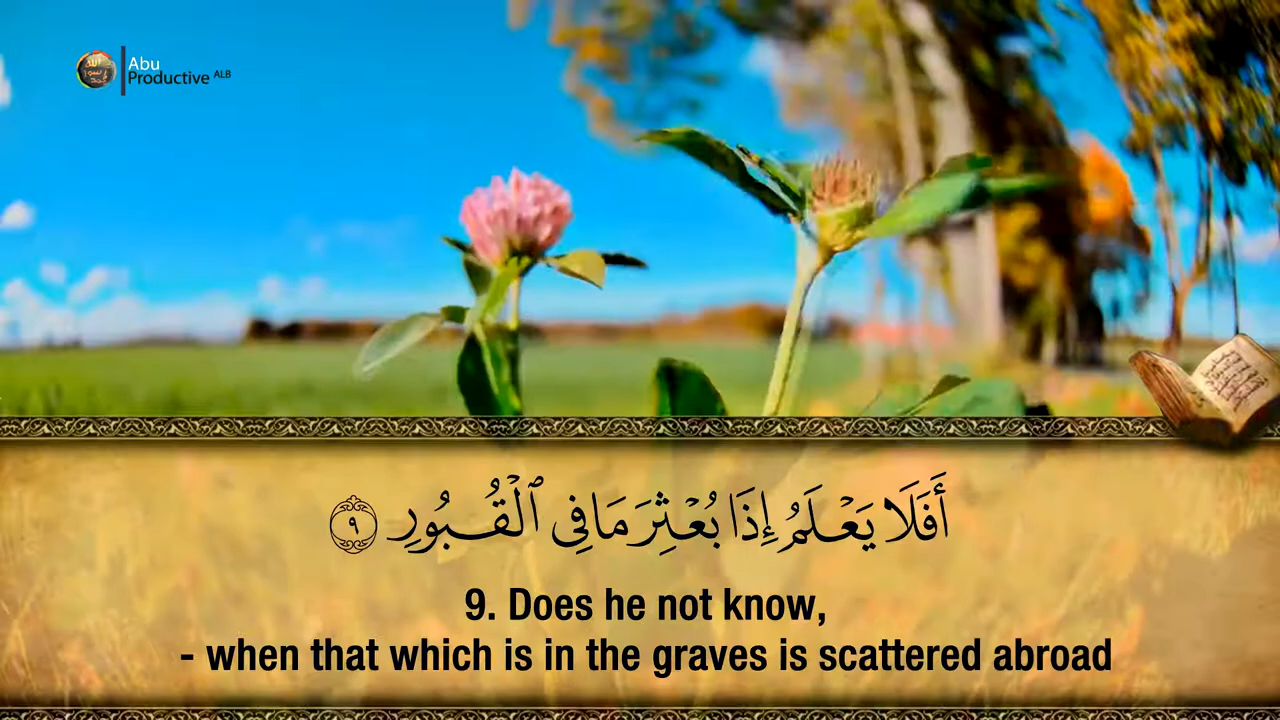 Abu
Productive ALB
أَفَلَا يَعْلَمُ إِذَا بُعْثِرَ مَا فِى ٱلْقُبُورِ ٩
9. Does he not know,
- when that which is in the graves is scattered abroad